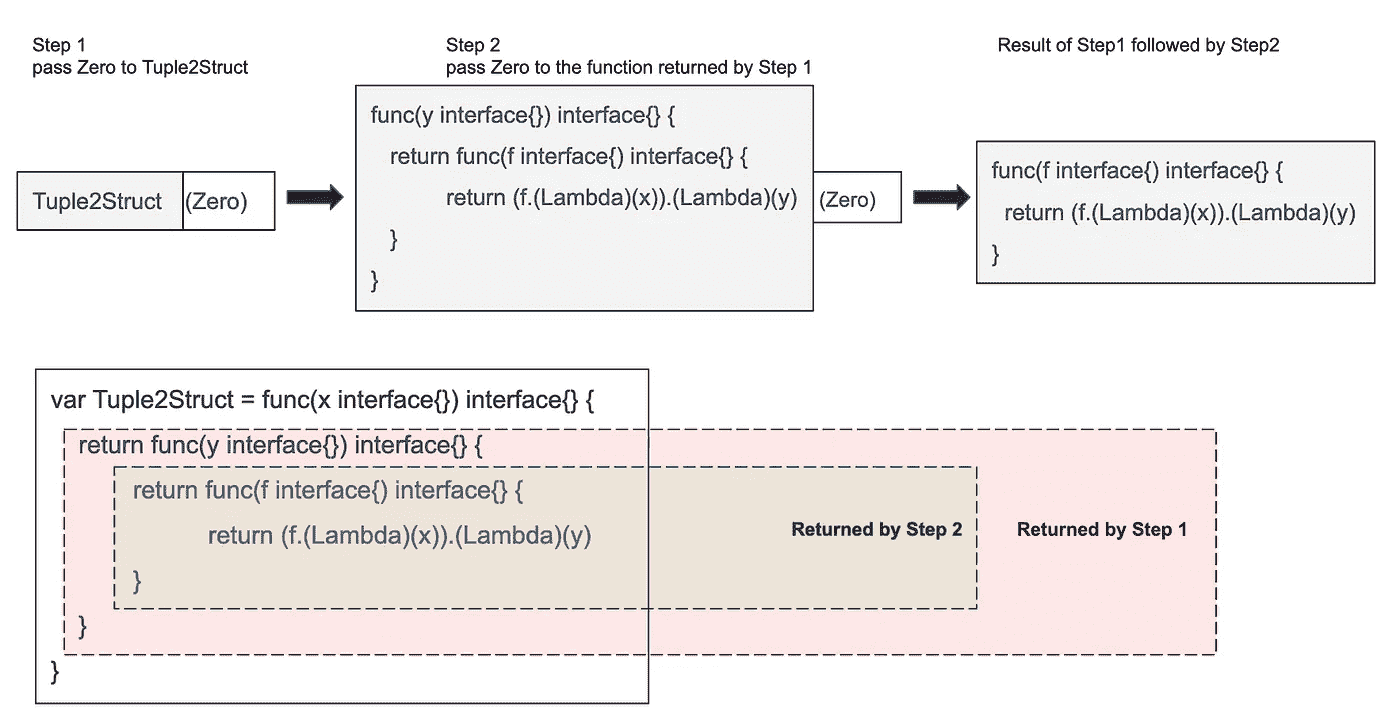 Step 1
pass Zero to Tuple2Struct
Step 2
pass Zero to the function returned by Step 1
Result of Step1 followed by Step2
Tuple2Struct (Zero)
func(y interface{}) interface{} {
return func(f interface{) interface{} {
return (f.(Lambda)(x)).(Lambda)(y)
}
}
(Zero)
func(f interface{) interface{} {
return (f.(Lambda)(x)).(Lambda)(y)
}
var Tuple2Struct = func(x interface{}) interface{} {
return func(y interface{}) interface{} {
return func(f interface{) interface{} {
return (f.(Lambda)(x)).(Lambda)(y)
Returned by Step 2
Returned by Step 1
}
}
}